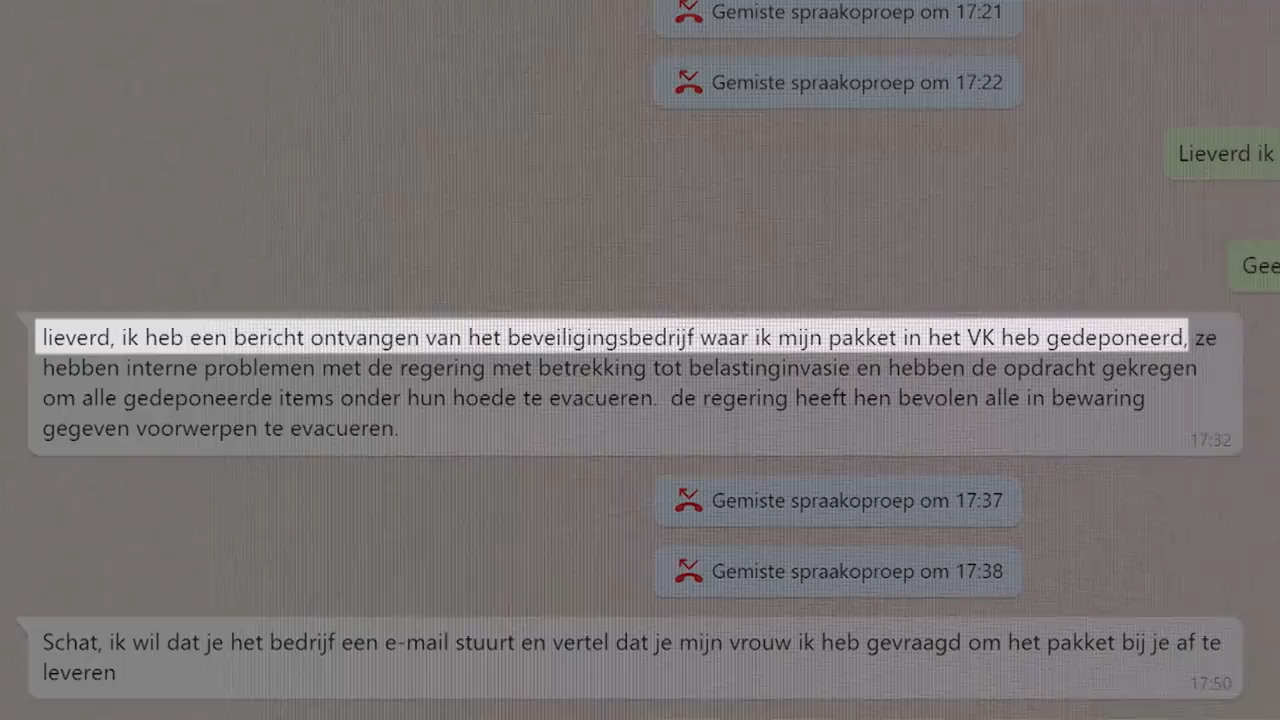 Gemiste spraakoproep om 17:21
Gemiste spraakoproep om 17:22
Lieverd ik
Gee
lieverd, ik heb een bericht ontvangen van het beveiligingsbedrijf waar ik mijn pakket in het VK heb gedeponeerd, ze
hebben interne problemen met de regering met betrekking tot belastinginvasie en hebben de opdracht gekregen
om alle gedeponeerde items onder hun hoede te evacueren.  de regering heeft hen bevolen alle in bewaring
gegeven voorwerpen te evacueren.
17:32
Gemiste spraakoproep om 17:37
Gemiste spraakoproep om 17:38
Schat, ik wil dat je het bedrijf een e-mail stuurt en vertel dat je mijn vrouw ik heb gevraagd om het pakket bij je af te
leveren
17:50